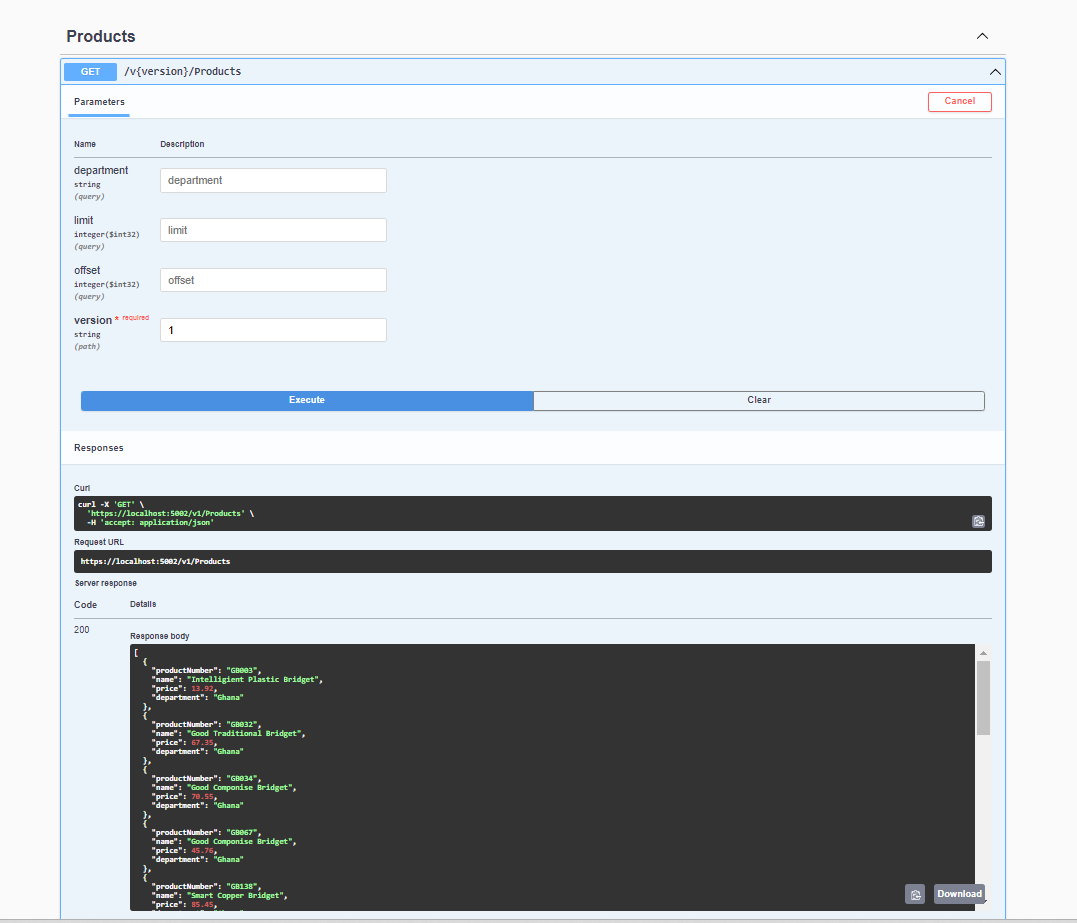 Products
GET /v{version}/Products
Parameters
Cancel
Name Description
department
string
(query)
department
limit
integer($int32)
(query)
limit
offset
integer($int32)
(query)
offset
version * required
string
(path)
1
Execute Clear
Responses
Curl
curl -X 'GET' \
'https://localhost:5002/v1/Products' \
-H 'accept: application/json'
Request URL
https://localhost:5002/v1/Products
Server response
Code Details
200
Response body
[
{
"productNumber": "GB003",
"name": "Intelligient Plastic Bridget",
"price": 13.92,
"department": "Ghana"
},
{
"productNumber": "GB032",
"name": "Good Traditional Bridget",
"price": 67.35,
"department": "Ghana"
},
{
"productNumber": "GB034",
"name": "Good Componise Bridget",
"price": 70.55,
"department": "Ghana"
},
{
"productNumber": "GB067",
"name": "Good Componise Bridget",
"price": 45.76,
"department": "Ghana"
},
{
"productNumber": "GB138",
"name": "Smart Copper Bridget",
"price": 85.45,
Download